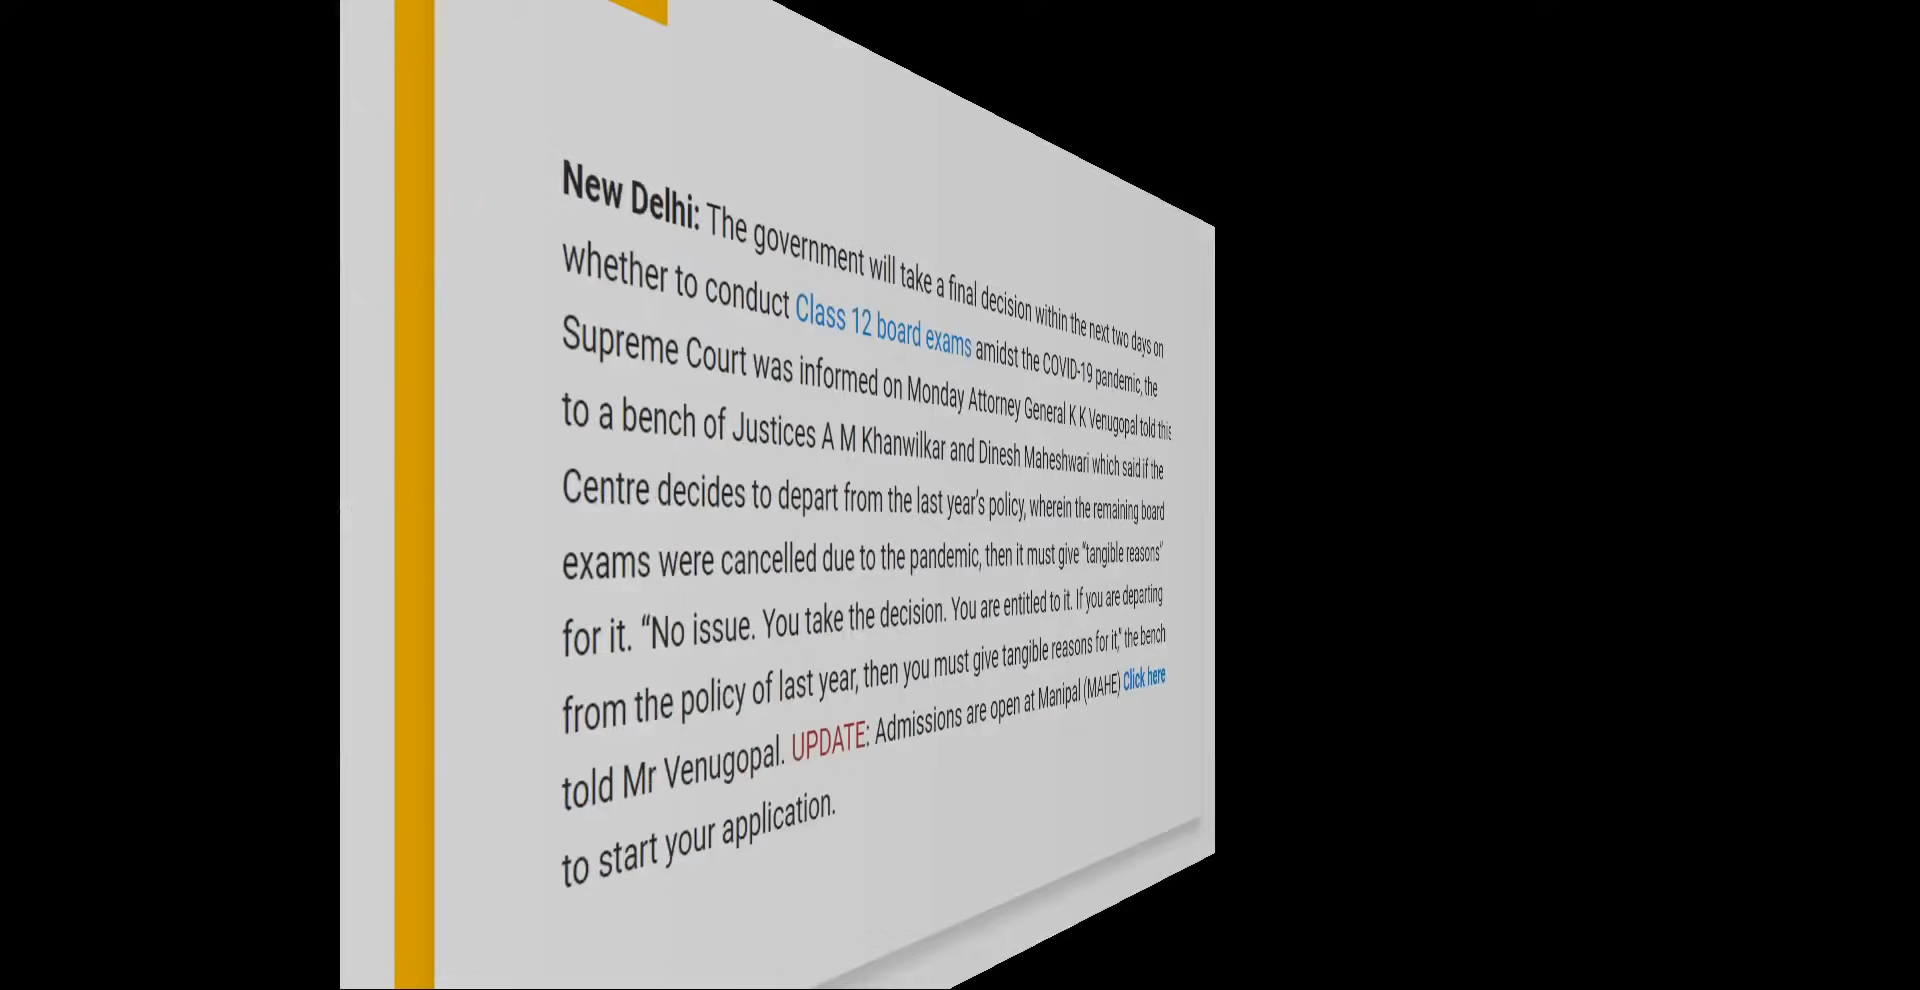 New Delhi: The government will take a final decision within the next two days on
whether to conduct Class 12 board exams amidst the COVID-19 pandemic, the
Supreme Court was informed on Monday Attorney General K K Venugopal told this
to a bench of Justices A M Khanwilkar and Dinesh Maheshwari which said if the
Centre decides to depart from the last year's policy, wherein the remaining board
exams were cancelled due to the pandemic, then it must give “tangible reasons”
for it. “No issue. You take the decision. You are entitled to it. If you are departing
from the policy of last year, then you must give tangible reasons for it,” the bench
told Mr Venugopal. UPDATE: Admissions are open at Manipal (MAHE) Click here
to start your application.